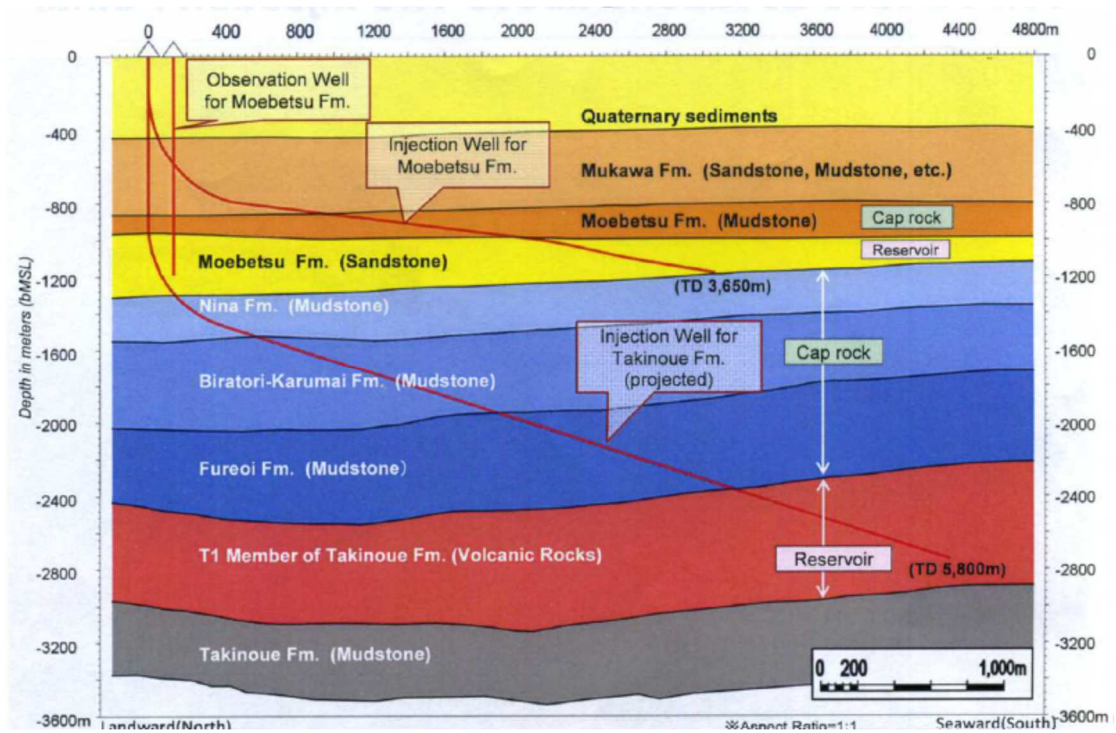 0 400 800 1200 1600 2000 2400 2800 3200 3600 4000 4400 4800m
0
-400
-800
-1200
-1600
-2000
-2400
-2800
-3200
-3600m
Depth in meters (bMSL)
Observation Well
for Moebetsu Fm.
Quaternary sediments
Injection Well for
Moebetsu Fm.
Mukawa Fm. (Sandstone, Mudstone, etc.)
Moebetsu Fm. (Mudstone)
Cap rock
Reservoir
Moebetsu Fm. (Sandstone)
(TD 3,650m)
Nina Fm. (Mudstone)
Injection Well for
Takinoue Fm.
(projected)
Cap rock
Biratori-Karumai Fm. (Mudstone)
Fureoi Fm. (Mudstone)
T1 Member of Takinoue Fm. (Volcanic Rocks)
Reservoir
(TD 5,800m)
Takinoue Fm. (Mudstone)
0 200 1,000m
0
-400
-800
-1200
-1600
-2000
-2400
-2800
-3200
-3600m
Landward(North)
※Aspect Ratio=1:1
Seaward(South)